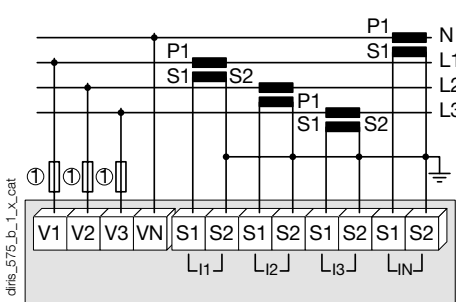 P1 N
P1 S1 L1
S1 S2 L2
P1 L3
S1 S2
① ① ①
V1 V2 V3 VN S1 S2 S1 S2 S1 S2 S1 S2
I1 I2 I3 IN
diris_575_b_1_x_cat